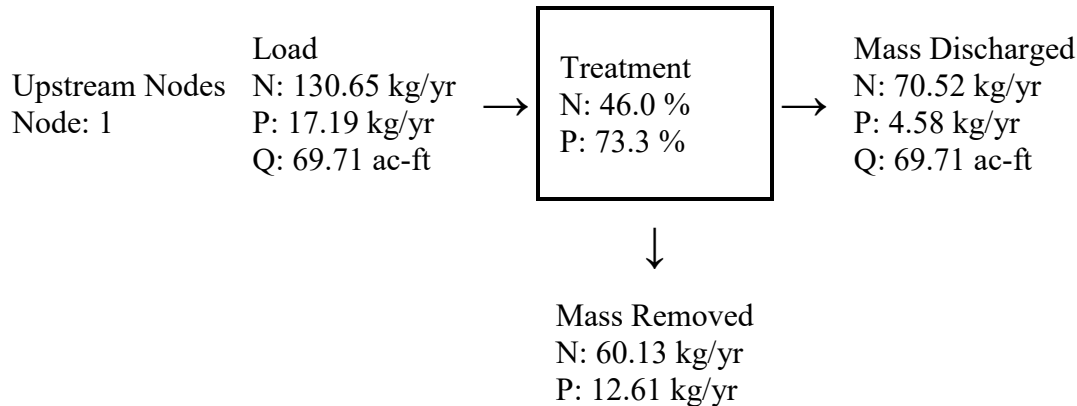 Upstream Nodes
Node: 1
Load
N: 130.65 kg/yr
P: 17.19 kg/yr
Q: 69.71 ac-ft
→
Treatment
N: 46.0 %
P: 73.3 %
→
Mass Discharged
N: 70.52 kg/yr
P: 4.58 kg/yr
Q: 69.71 ac-ft
↓
Mass Removed
N: 60.13 kg/yr
P: 12.61 kg/yr